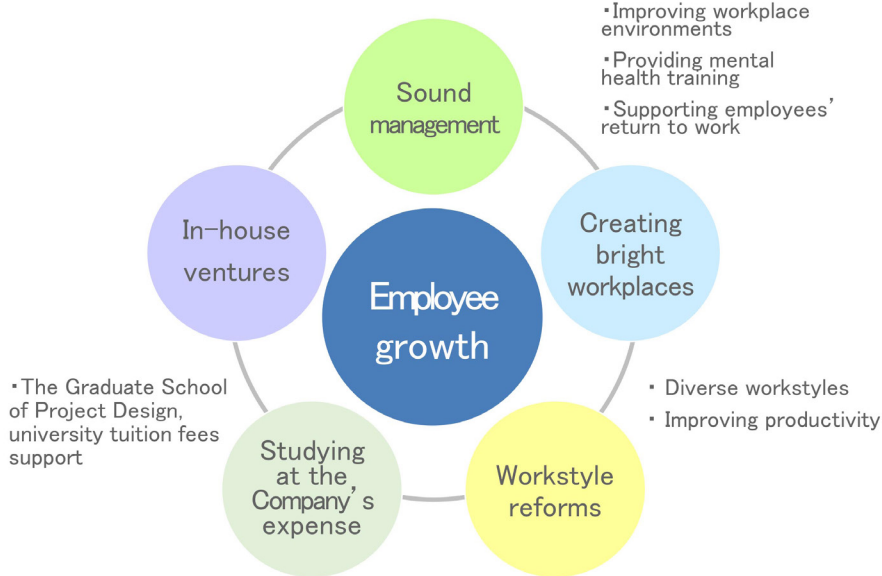 ・Improving workplace
environments
・Providing mental
health training
・Supporting employees’
return to work
Sound
management
In-house
ventures
Creating
bright
workplaces
Employee
growth
・The Graduate School
of Project Design,
university tuition fees
support
・ Diverse workstyles
・ Improving productivity
Studying
at the
Company’s
expense
Workstyle
reforms